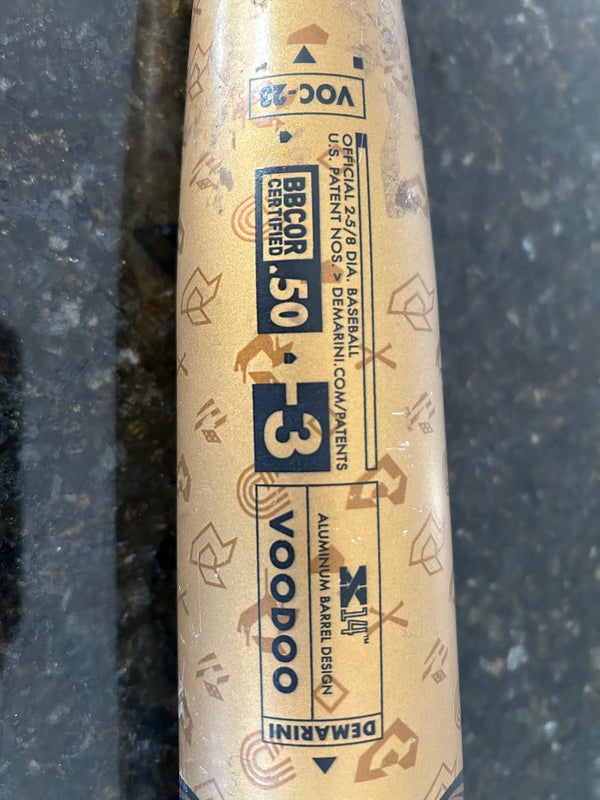 VOC-23
OFFICIAL 2-5/8 DIA. BASEBALL
U.S. PATENT NOS. > DEMARINI.COM/PATENTS
BBCOR
CERTIFIED
.50
-3
X14™
ALUMINUM BARREL DESIGN
VOODOO
DEMARINI